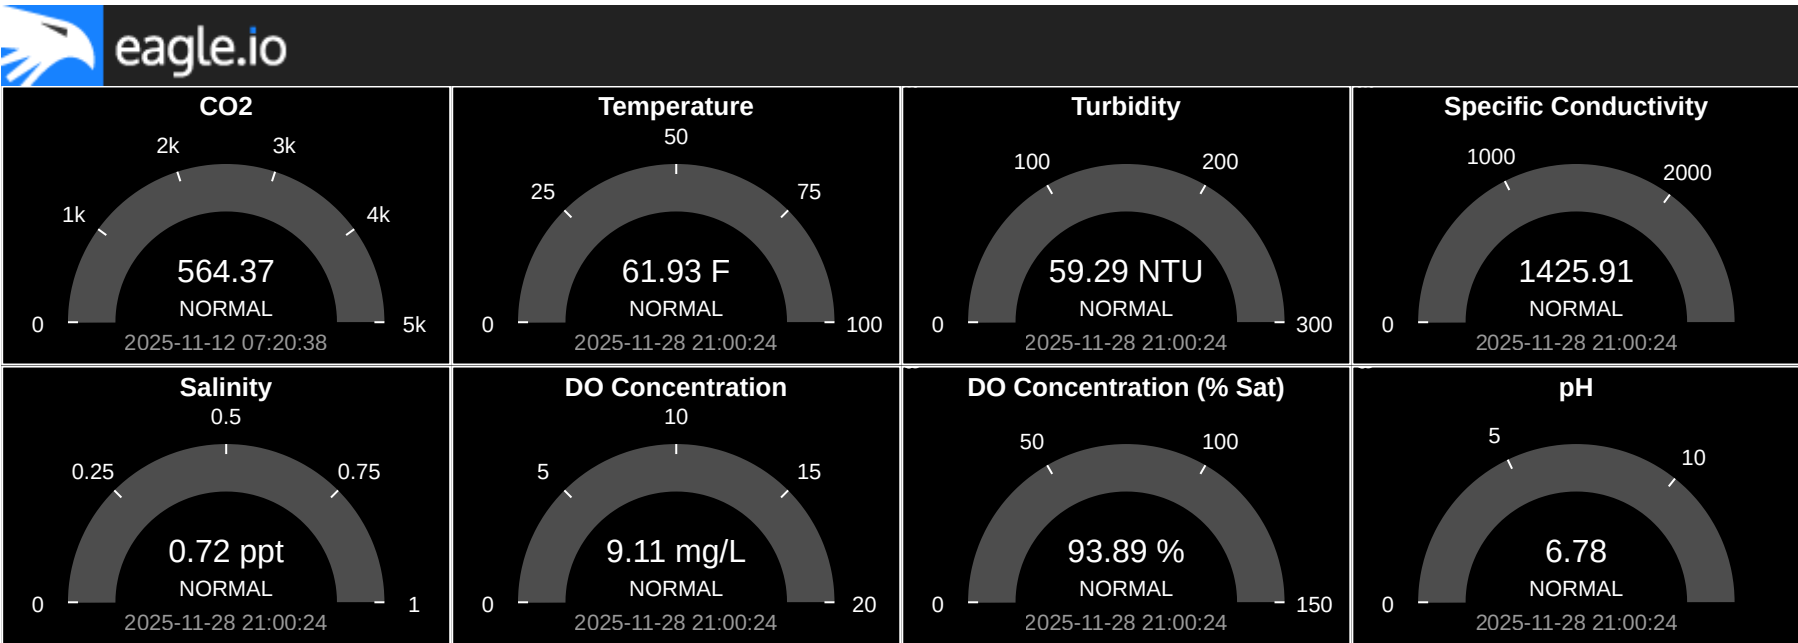 eagle.io
CO2
2k 3k
1k 4k
564.37
NORMAL
0 5k
2025-11-12 07:20:38
Temperature
50
25 75
61.93 F
NORMAL
0 100
2025-11-28 21:00:24
Turbidity
100 200
59.29 NTU
NORMAL
0 300
2025-11-28 21:00:24
Specific Conductivity
1000 2000
1425.91
NORMAL
0
2025-11-28 21:00:24
Salinity
0.5
0.25 0.75
0.72 ppt
NORMAL
0 1
2025-11-28 21:00:24
DO Concentration
10
5 15
9.11 mg/L
NORMAL
0 20
2025-11-28 21:00:24
DO Concentration (% Sat)
50 100
93.89 %
NORMAL
0 150
2025-11-28 21:00:24
pH
5 10
6.78
NORMAL
0
2025-11-28 21:00:24